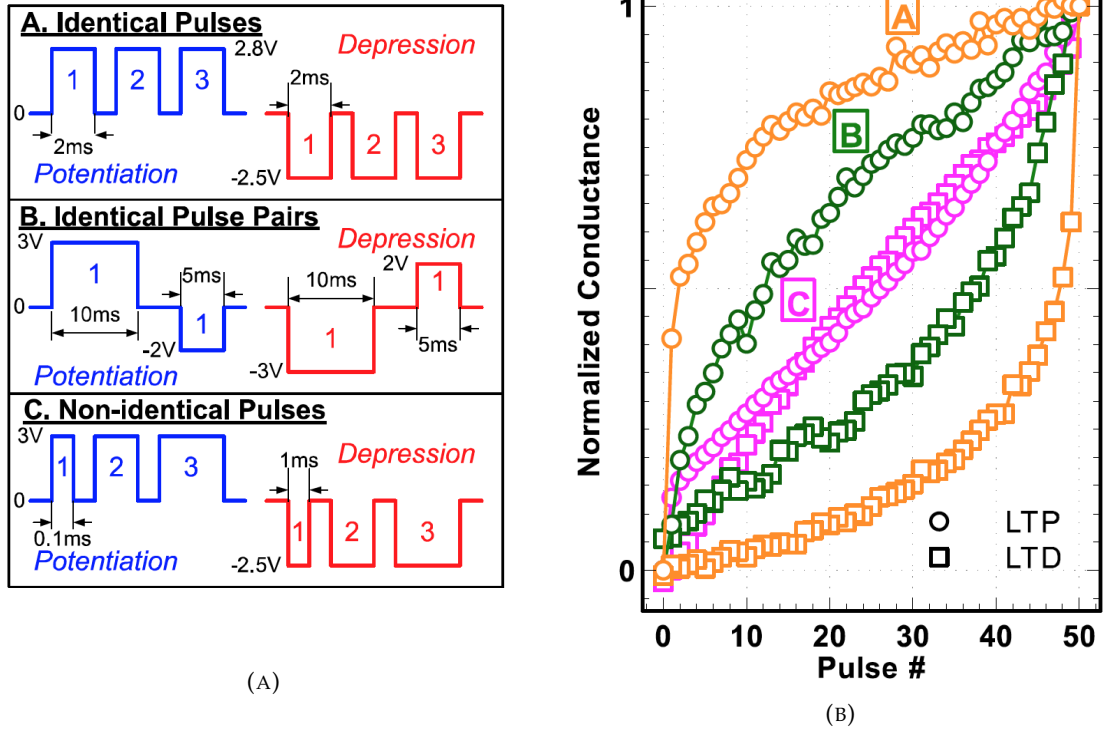 A. Identical Pulses
2.8V
Depression
1 2 3
2ms
0
1 2 3
2ms
Potentiation
-2.5V
B. Identical Pulse Pairs
3V
Depression
1
5ms
10ms
2V
1
0
10ms
1
1
-2V
5ms
Potentiation
-3V
C. Non-identical Pulses
3V
Depression
1 2 3
1ms
0
1 2 3
0.1ms
Potentiation
-2.5V
(A)
Normalized Conductance
1
0
A
B
C
LTP
LTD
0 10 20 30 40 50
Pulse #
(B)